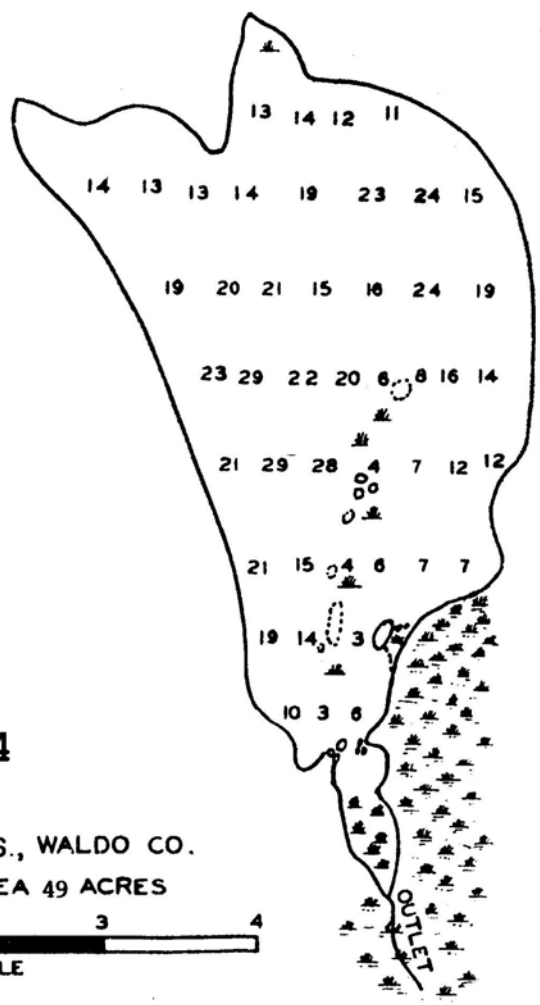 13 14 12 11
14 13 13 14 19 23 24 15
19 20 21 15 16 24 19
23 29 22 20 6 8 16 14
21 29 28 4 7 12 12
21 15 4 6 7 7
19 14 3
10 3 6
4
S., WALDO CO.
EA 49 ACRES
3 4
LE
OUTLET